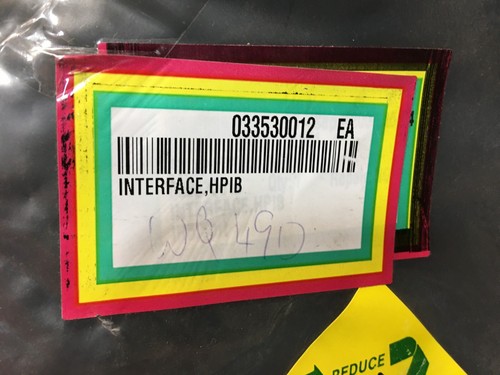 033530012 EA
INTERFACE,HPIB
REDUCE